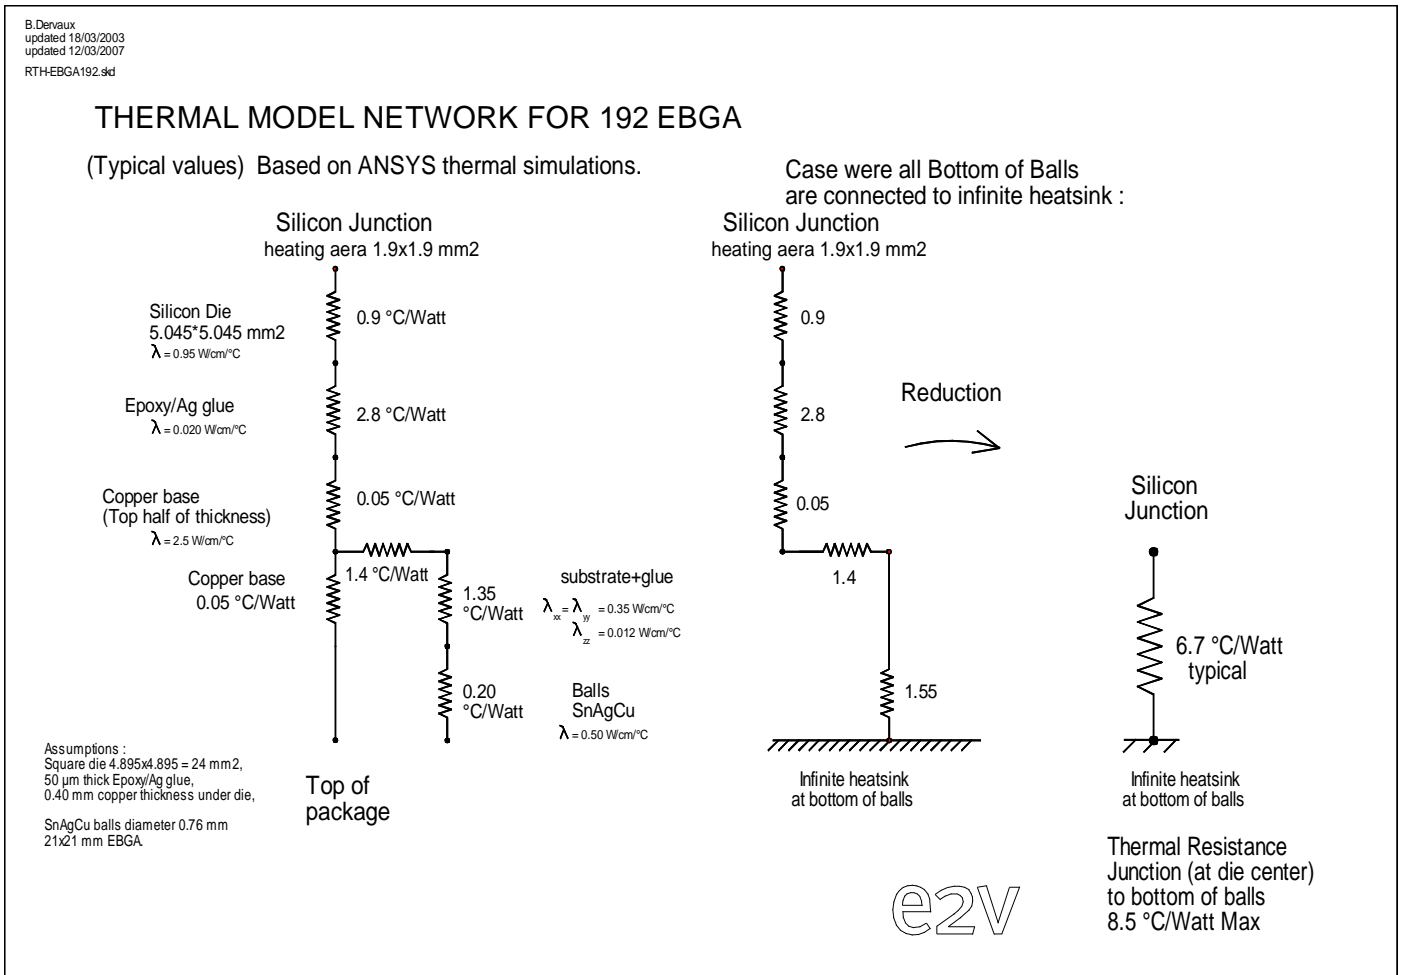 B.Dervaux
updated 18/03/2003
updated 12/03/2007
RTH-EBGA192.skd
THERMAL MODEL NETWORK FOR 192 EBGA
(Typical values) Based on ANSYS thermal simulations.
Case were all Bottom of Balls
are connected to infinite heatsink :
Silicon Junction
heating aera 1.9x1.9 mm2
Silicon Die
5.045*5.045 mm2
λ = 0.95 W/cm/°C
0.9 °C/Watt
Epoxy/Ag glue
λ = 0.020 W/cm/°C
2.8 °C/Watt
Copper base
(Top half of thickness)
λ = 2.5 W/cm/°C
0.05 °C/Watt
1.4 °C/Watt
Copper base
0.05 °C/Watt
1.35
°C/Watt
substrate+glue
λxx = λyy = 0.35 W/cm/°C
λzz = 0.012 W/cm/°C
0.20
°C/Watt
Balls
SnAgCu
λ = 0.50 W/cm/°C
Top of
package
Assumptions :
Square die 4.895x4.895 = 24 mm2,
50 µm thick Epoxy/Ag glue,
0.40 mm copper thickness under die,
SnAgCu balls diameter 0.76 mm
21x21 mm EBGA.
Silicon Junction
heating aera 1.9x1.9 mm2
0.9
2.8
0.05
1.4
1.55
Infinite heatsink
at bottom of balls
Reduction
Silicon
Junction
6.7 °C/Watt
typical
Infinite heatsink
at bottom of balls
Thermal Resistance
Junction (at die center)
to bottom of balls
8.5 °C/Watt Max
e2v